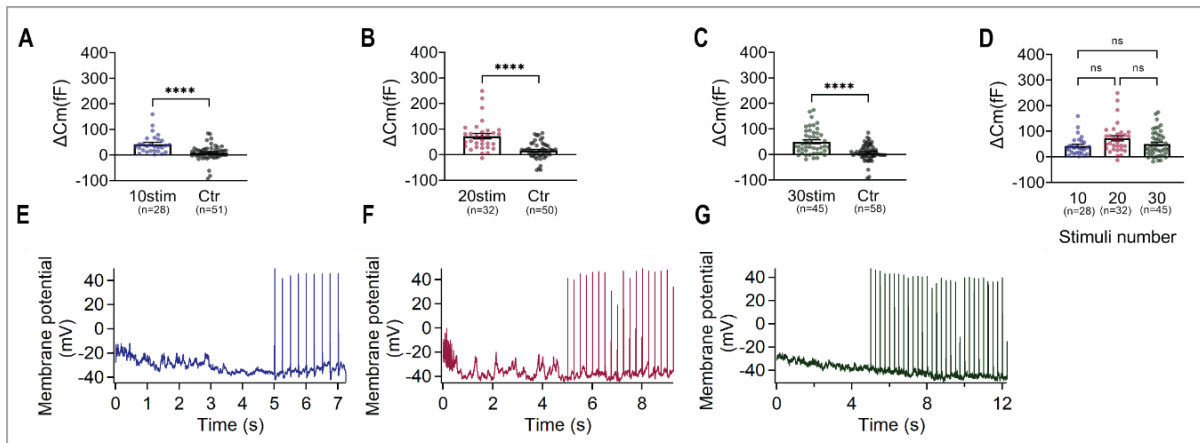 A
B
C
D
ΔCm(fF)
400
300
200
100
0
-100
****
10stim
(n=28)
Ctr
(n=51)
ΔCm(fF)
400
300
200
100
0
-100
****
20stim
(n=32)
Ctr
(n=50)
ΔCm(fF)
400
300
200
100
0
-100
****
30stim
(n=45)
Ctr
(n=58)
ΔCm(fF)
400
300
200
100
0
-100
ns
ns
ns
10
20
30
(n=28)
(n=32)
(n=45)
Stimuli number
E
F
G
Membrane potential
(mV)
40
20
0
-20
-40
0 1 2 3 4 5 6 7
Time (s)
Membrane potential
(mV)
40
20
0
-20
-40
0 2 4 6 8
Time (s)
Membrane potential
(mV)
40
20
0
-20
-40
0 4 8 12
Time (s)